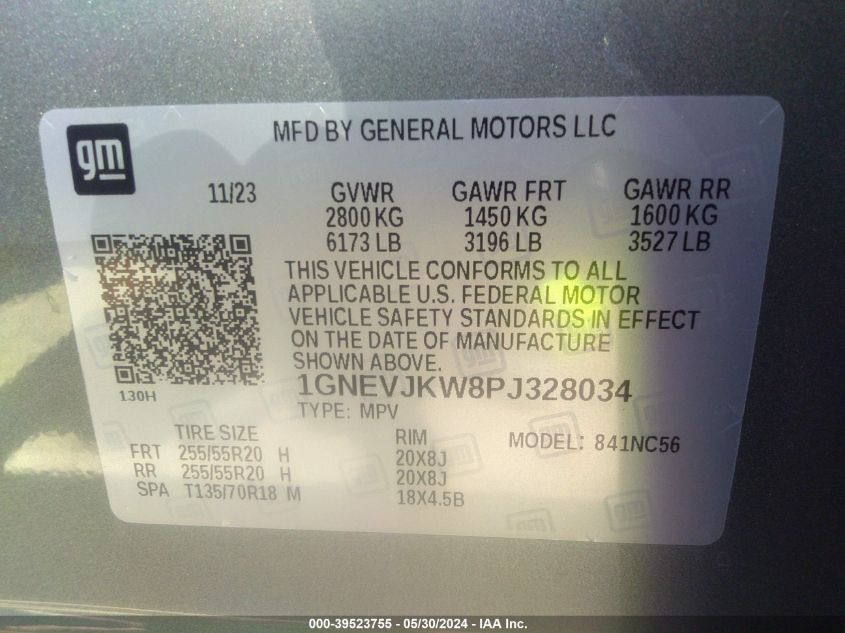 gm
MFD BY GENERAL MOTORS LLC
11/23 GVWR GAWR FRT GAWR RR
2800 KG 1450 KG 1600 KG
6173 LB 3196 LB 3527 LB
THIS VEHICLE CONFORMS TO ALL
APPLICABLE U.S. FEDERAL MOTOR
VEHICLE SAFETY STANDARDS IN EFFECT
ON THE DATE OF MANUFACTURE
SHOWN ABOVE.
130H
1GNEVJKW8PJ328034
TYPE: MPV
TIRE SIZE RIM MODEL: 841NC56
FRT 255/55R20 H 20X8J
RR 255/55R20 H 20X8J
SPA T135/70R18 M 18X4.5B
000-39523755 - 05/30/2024 - IAA Inc.